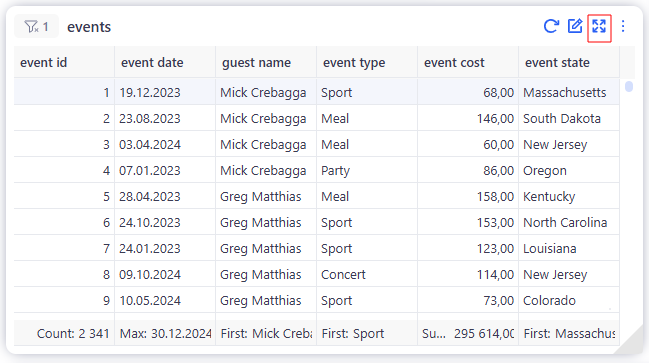 1 events
event id event date guest name event type event cost event state
1 19.12.2023 Mick Crebagga Sport 68,00 Massachusetts
2 23.08.2023 Mick Crebagga Meal 146,00 South Dakota
3 03.04.2024 Mick Crebagga Meal 60,00 New Jersey
4 07.01.2023 Mick Crebagga Party 86,00 Oregon
5 28.04.2023 Greg Matthias Meal 158,00 Kentucky
6 24.10.2023 Greg Matthias Sport 153,00 North Carolina
7 24.01.2023 Greg Matthias Sport 123,00 Louisiana
8 09.10.2024 Greg Matthias Concert 114,00 New Jersey
9 10.05.2024 Greg Matthias Sport 73,00 Colorado
Count: 2 341 Max: 30.12.2024 First: Mick Creba First: Sport Su... 295 614,00 First: Massachus